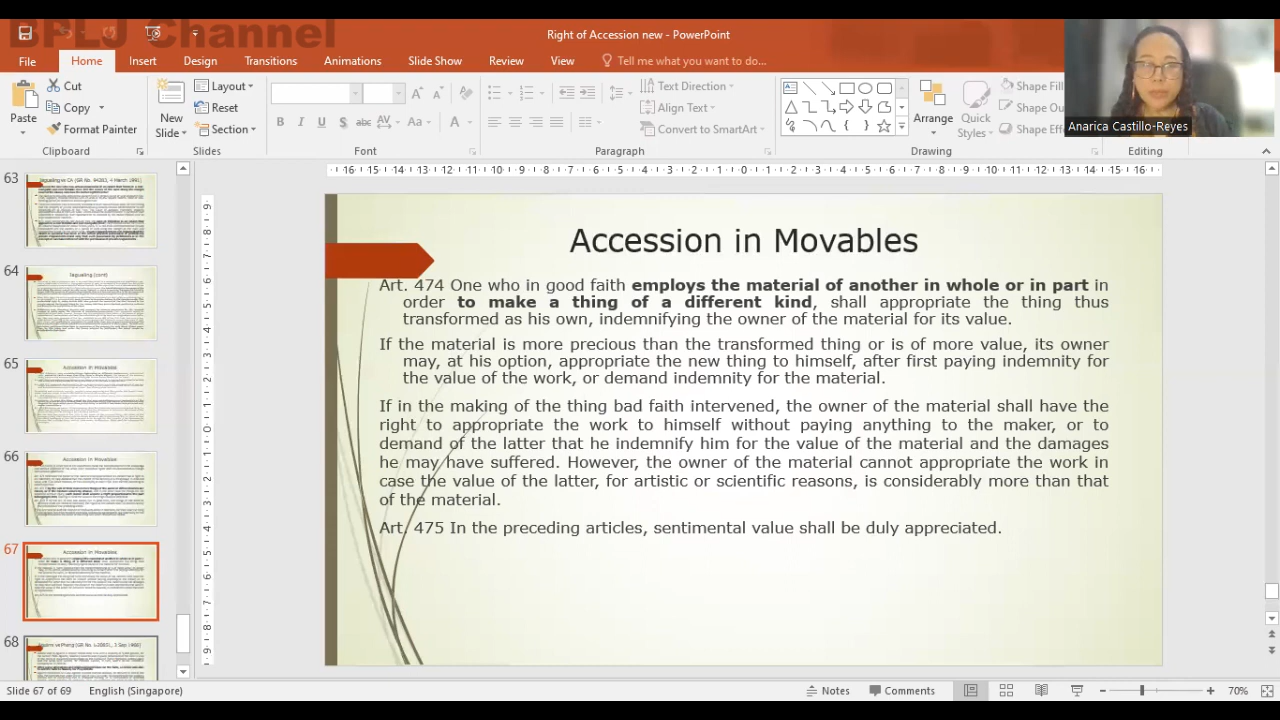 BPLJ Channel
Right of Accession new - PowerPoint
File Home Insert Design Slide Show Transitions Animations Review View Tell me what you want to do...
Cut
Copy
Format Painter
Paste
Clipboard
New Slide
Layout
Reset
Section
Slides
Font
Text Direction
Align Text
Convert to SmartArt
Paragraph
Arrange
Quick Styles
Shape Fill
Shape Ou
Shape Effe
Drawing
Editing
Anarica Castillo-Reyes
63
64
65
Accession in Movables
66
Accession in Movables
67
Accession in Movables
68
Accession in Movables
Art. 474 One who in good faith employs the material of another in whole or in part in
order to make a thing of a different kind, shall appropriate the thing thus
transformed as his own, indemnifying the owner of the material for its value.
If the material is more precious than the transformed thing or is of more value, its owner
may, at his option, appropriate the new thing to himself, after first paying indemnity for
the value of the work, or demand indemnity for the material.
If in the making of the thing bad faith intervened, the owner of the material shall have the
right to appropriate the work to himself without paying anything to the maker, or to
demand of the latter that he indemnify him for the value of the material and the damages
he may have suffered. However, the owner of the material cannot appropriate the work in
case the value of the latter, for artistic or scientific reasons, is considerably more than that
of the material.
Art. 475 In the preceding articles, sentimental value shall be duly appreciated.
Slide 67 of 69 English (Singapore) Notes Comments 70%